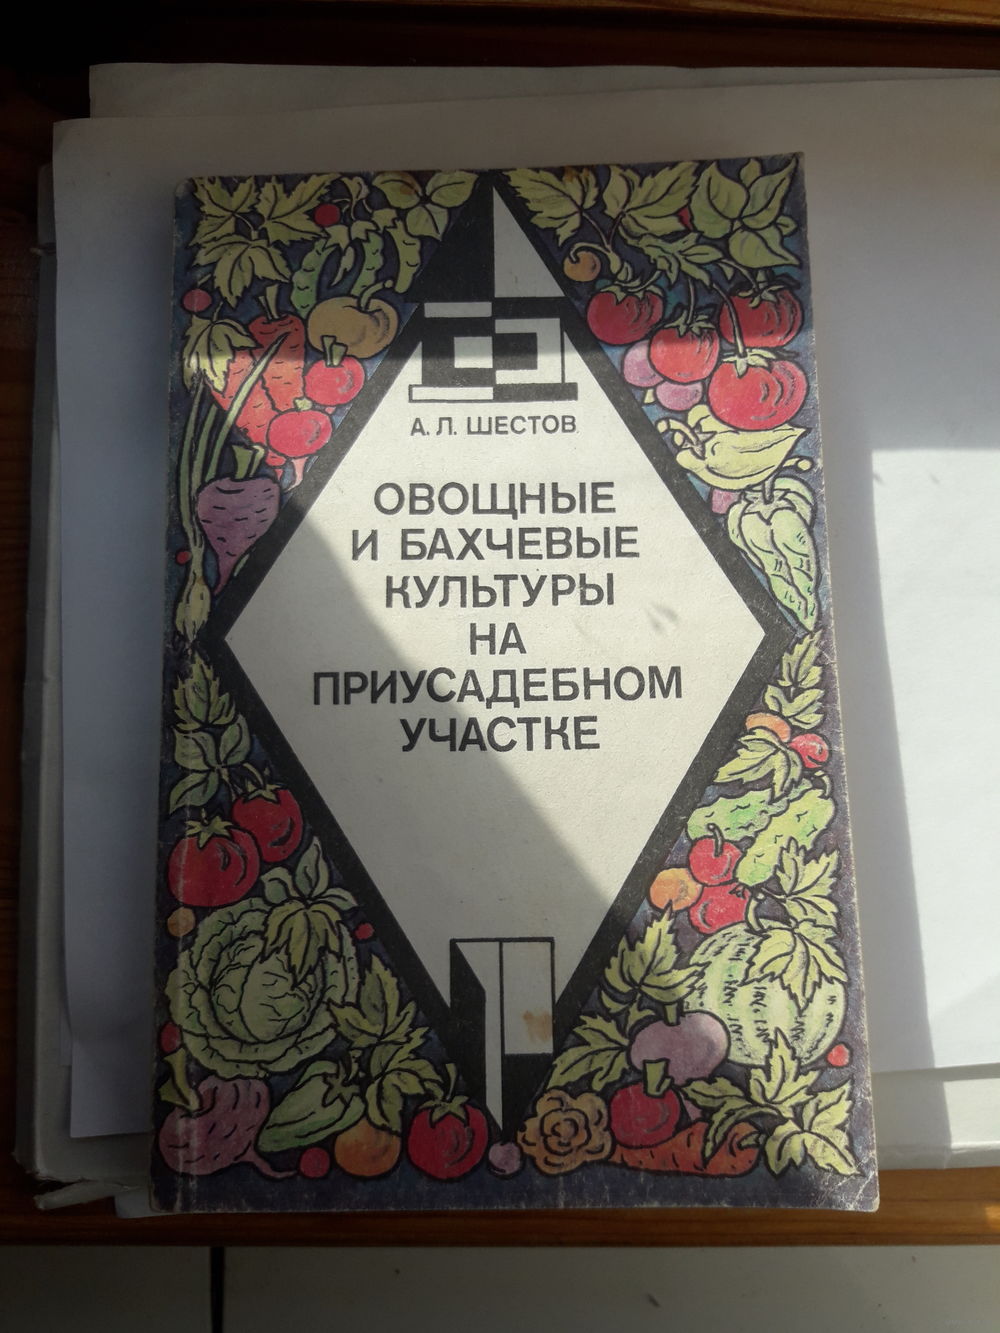 А. Л. ШЕСТОВ
ОВОЩНЫЕ
И БАХЧЕВЫЕ
КУЛЬТУРЫ
НА
ПРИУСАДЕБНОМ
УЧАСТКЕ